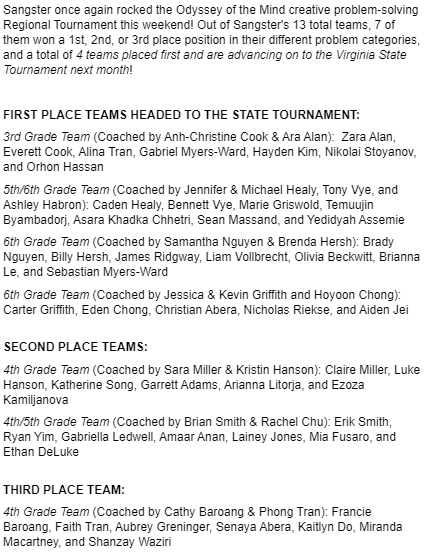 Sangster once again rocked the Odyssey of the Mind creative problem-solving
Regional Tournament this weekend! Out of Sangster's 13 total teams, 7 of
them won a 1st, 2nd, or 3rd place position in their different problem categories,
and a total of 4 teams placed first and are advancing on to the Virginia State
Tournament next month!
FIRST PLACE TEAMS HEADED TO THE STATE TOURNAMENT:
3rd Grade Team (Coached by Anh-Christine Cook & Ara Alan): Zara Alan,
Everett Cook, Alina Tran, Gabriel Myers-Ward, Hayden Kim, Nikolai Stoyanov,
and Orhon Hassan
5th/6th Grade Team (Coached by Jennifer & Michael Healy, Tony Vye, and
Ashley Habron): Caden Healy, Bennett Vye, Marie Griswold, Temuujin
Byambadorj, Asara Khadka Chhetri, Sean Massand, and Yedidyah Assemie
6th Grade Team (Coached by Samantha Nguyen & Brenda Hersh): Brady
Nguyen, Billy Hersh, James Ridgway, Liam Vollbrecht, Olivia Beckwitt, Brianna
Le, and Sebastian Myers-Ward
6th Grade Team (Coached by Jessica & Kevin Griffith and Hoyoon Chong):
Carter Griffith, Eden Chong, Christian Abera, Nicholas Riekse, and Aiden Jei
SECOND PLACE TEAMS:
4th Grade Team (Coached by Sara Miller & Kristin Hanson): Claire Miller, Luke
Hanson, Katherine Song, Garrett Adams, Arianna Litorja, and Ezoza
Kamiljanova
4th/5th Grade Team (Coached by Brian Smith & Rachel Chu): Erik Smith,
Ryan Yim, Gabriella Ledwell, Amaar Anan, Lainey Jones, Mia Fusaro, and
Ethan DeLuke
THIRD PLACE TEAM:
4th Grade Team (Coached by Cathy Baroang & Phong Tran): Francie
Baroang, Faith Tran, Aubrey Greninger, Senaya Abera, Kaitlyn Do, Miranda
Macartney, and Shanzay Waziri